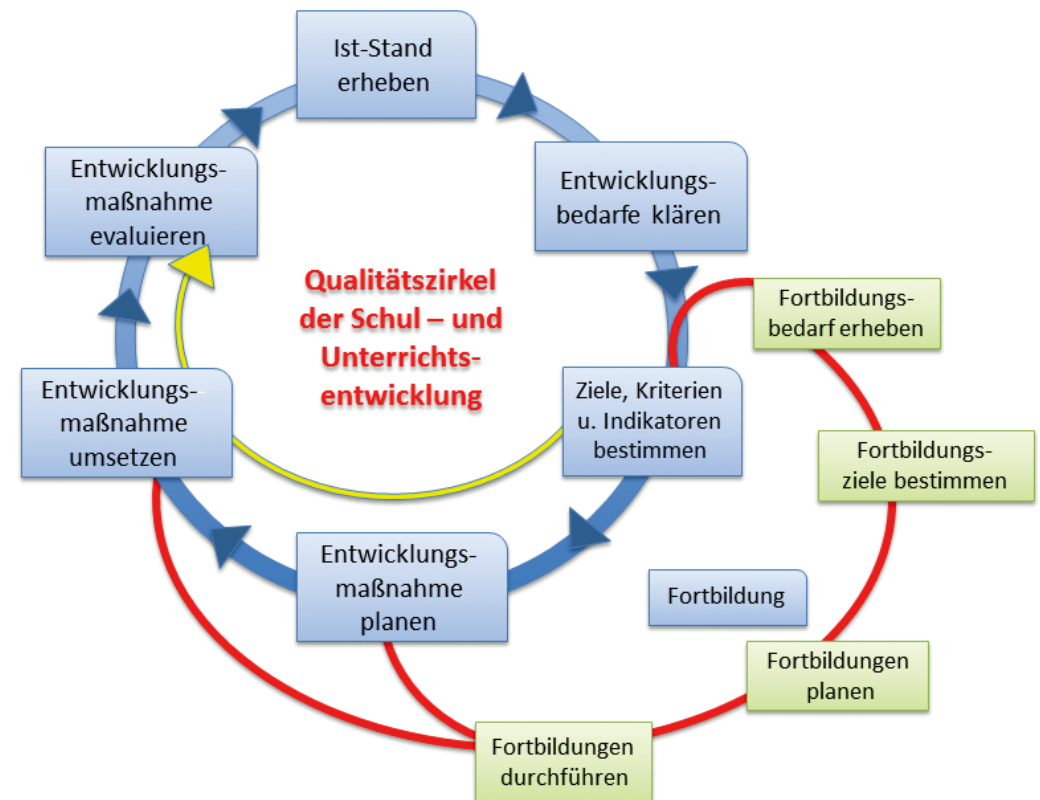 Ist-Stand
erheben
Entwicklungs-
bedarfe klären
Ziele, Kriterien
u. Indikatoren
bestimmen
Entwicklungs-
maßnahme
planen
Entwicklungs-
maßnahme
umsetzen
Entwicklungs-
maßnahme
evaluieren
Qualitätszirkel
der Schul – und
Unterrichts-
entwicklung
Fortbildungs-
bedarf erheben
Fortbildungs-
ziele bestimmen
Fortbildung
Fortbildungen
planen
Fortbildungen
durchführen